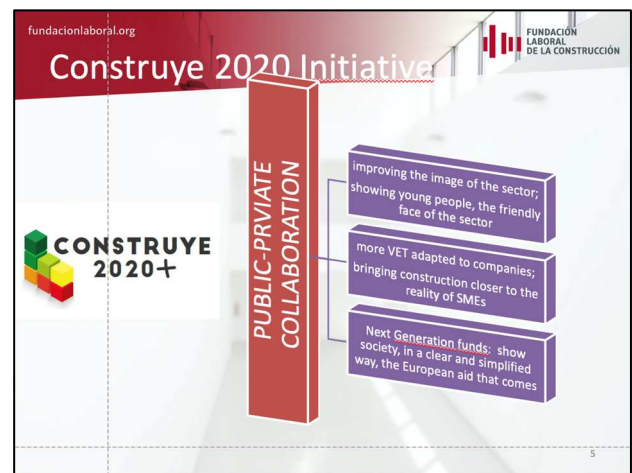 fundacionlaboral.org
FUNDACIÓN
LABORAL
DE LA CONSTRUCCIÓN
Construye 2020 Initiative
PUBLIC-PRVIATE
COLLABORATION
improving the image of the sector;
showing young people, the friendly
face of the sector
CONSTRUYE
2020+
more VET adapted to companies;
bringing construction closer to the
reality of SMEs
Next Generation funds: show
society, in a clear and simplified
way, the European aid that comes
5